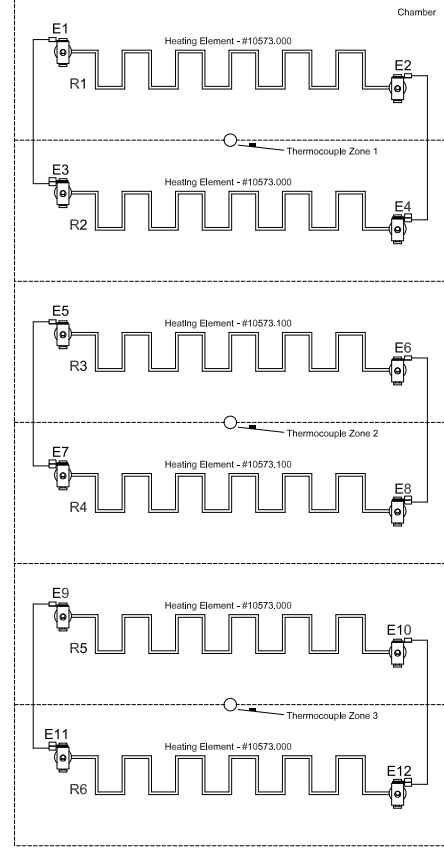 Chamber
E1
Heating Element - #10573.000
E2
R1
Thermocouple Zone 1
E3
Heating Element - #10573.000
E4
R2
E5
Heating Element - #10573.100
E6
R3
Thermocouple Zone 2
E7
Heating Element - #10573.100
E8
R4
E9
Heating Element - #10573.000
E10
R5
Thermocouple Zone 3
E11
Heating Element - #10573.000
E12
R6